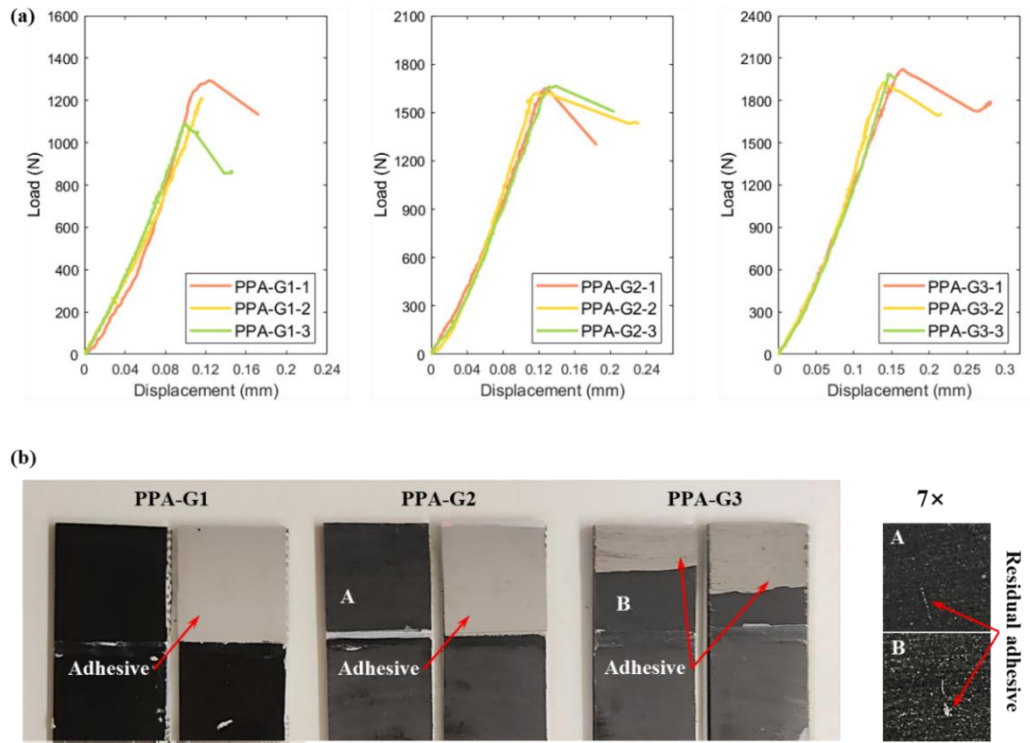 (a)
1600
1400
1200
1000
800
600
400
200
0
Load (N)
0
0.04
0.08
0.12
0.16
0.2
0.24
Displacement (mm)
PPA-G1-1
PPA-G1-2
PPA-G1-3
2100
1800
1500
1200
900
600
300
0
Load (N)
0
0.04
0.08
0.12
0.16
0.2
0.24
Displacement (mm)
PPA-G2-1
PPA-G2-2
PPA-G2-3
2400
2100
1800
1500
1200
900
600
300
0
Load (N)
0
0.05
0.1
0.15
0.2
0.25
0.3
Displacement (mm)
PPA-G3-1
PPA-G3-2
PPA-G3-3
(b)
PPA-G1
PPA-G2
PPA-G3
7×
A
B
Adhesive
Adhesive
Adhesive
A
B
Residual adhesive